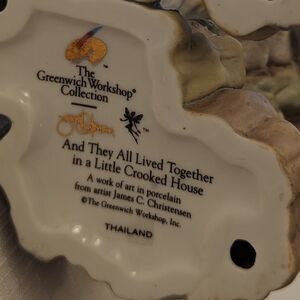 The
Greenwich Workshop®
Collection
™
And They All Lived Together
in a Little Crooked House
A work of art in porcelain
from artist James C. Christensen
©The Greenwich Workshop, Inc.
THAILAND